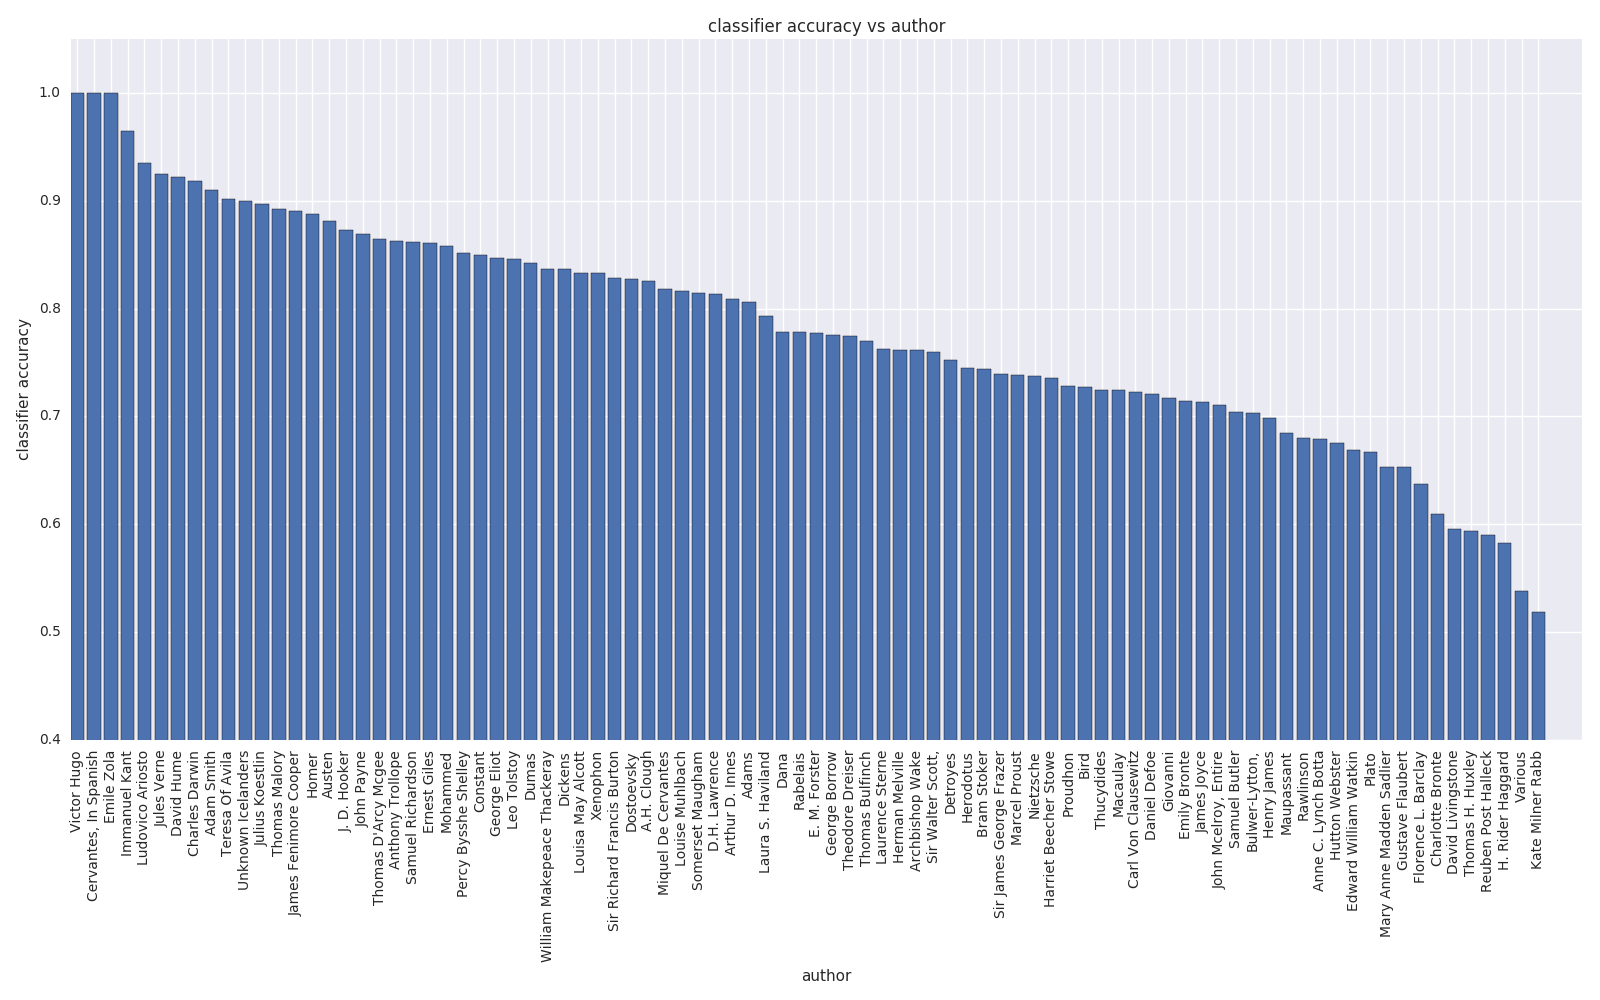 classifier accuracy vs author
classifier accuracy
1.0
0.9
0.8
0.7
0.6
0.5
0.4
Victor Hugo
Cervantes, In Spanish
Emile Zola
Immanuel Kant
Ludovico Ariosto
Jules Verne
David Hume
Charles Darwin
Adam Smith
Teresa Of Avila
Unknown Icelanders
Julius Koestlin
Thomas Malory
James Fenimore Cooper
Homer
Austen
J. D. Hooker
John Payne
Thomas D'Arcy Mcgee
Anthony Trollope
Samuel Richardson
Ernest Giles
Mohammed
Percy Bysshe Shelley
Constant
George Eliot
Leo Tolstoy
Dumas
William Makepeace Thackeray
Dickens
Louisa May Alcott
Xenophon
Sir Richard Francis Burton
Dostoevsky
A.H. Clough
Miquel De Cervantes
Louise Muhlbach
Somerset Maugham
D.H. Lawrence
Arthur D. Innes
Adams
Laura S. Haviland
Dana
Rabelais
E. M. Forster
George Borrow
Theodore Dreiser
Thomas Bulfinch
Laurence Sterne
Herman Melville
Archbishop Wake
Sir Walter Scott,
Detroyes
Herodotus
Bram Stoker
Sir James George Frazer
Marcel Proust
Nietzsche
Harriet Beecher Stowe
Proudhon
Bird
Thucydides
Macaulay
Carl Von Clausewitz
Daniel Defoe
Giovanni
Emily Bronte
James Joyce
John Mcelroy, Entire
Samuel Butler
Bulwer-Lytton,
Henry James
Maupassant
Rawlinson
Anne C. Lynch Botta
Hutton Webster
Edward William Watkin
Plato
Mary Anne Madden Sadlier
Gustave Flaubert
Florence L. Barclay
Charlotte Bronte
David Livingstone
Thomas H. Huxley
Reuben Post Halleck
H. Rider Haggard
Various
Kate Milner Rabb
author